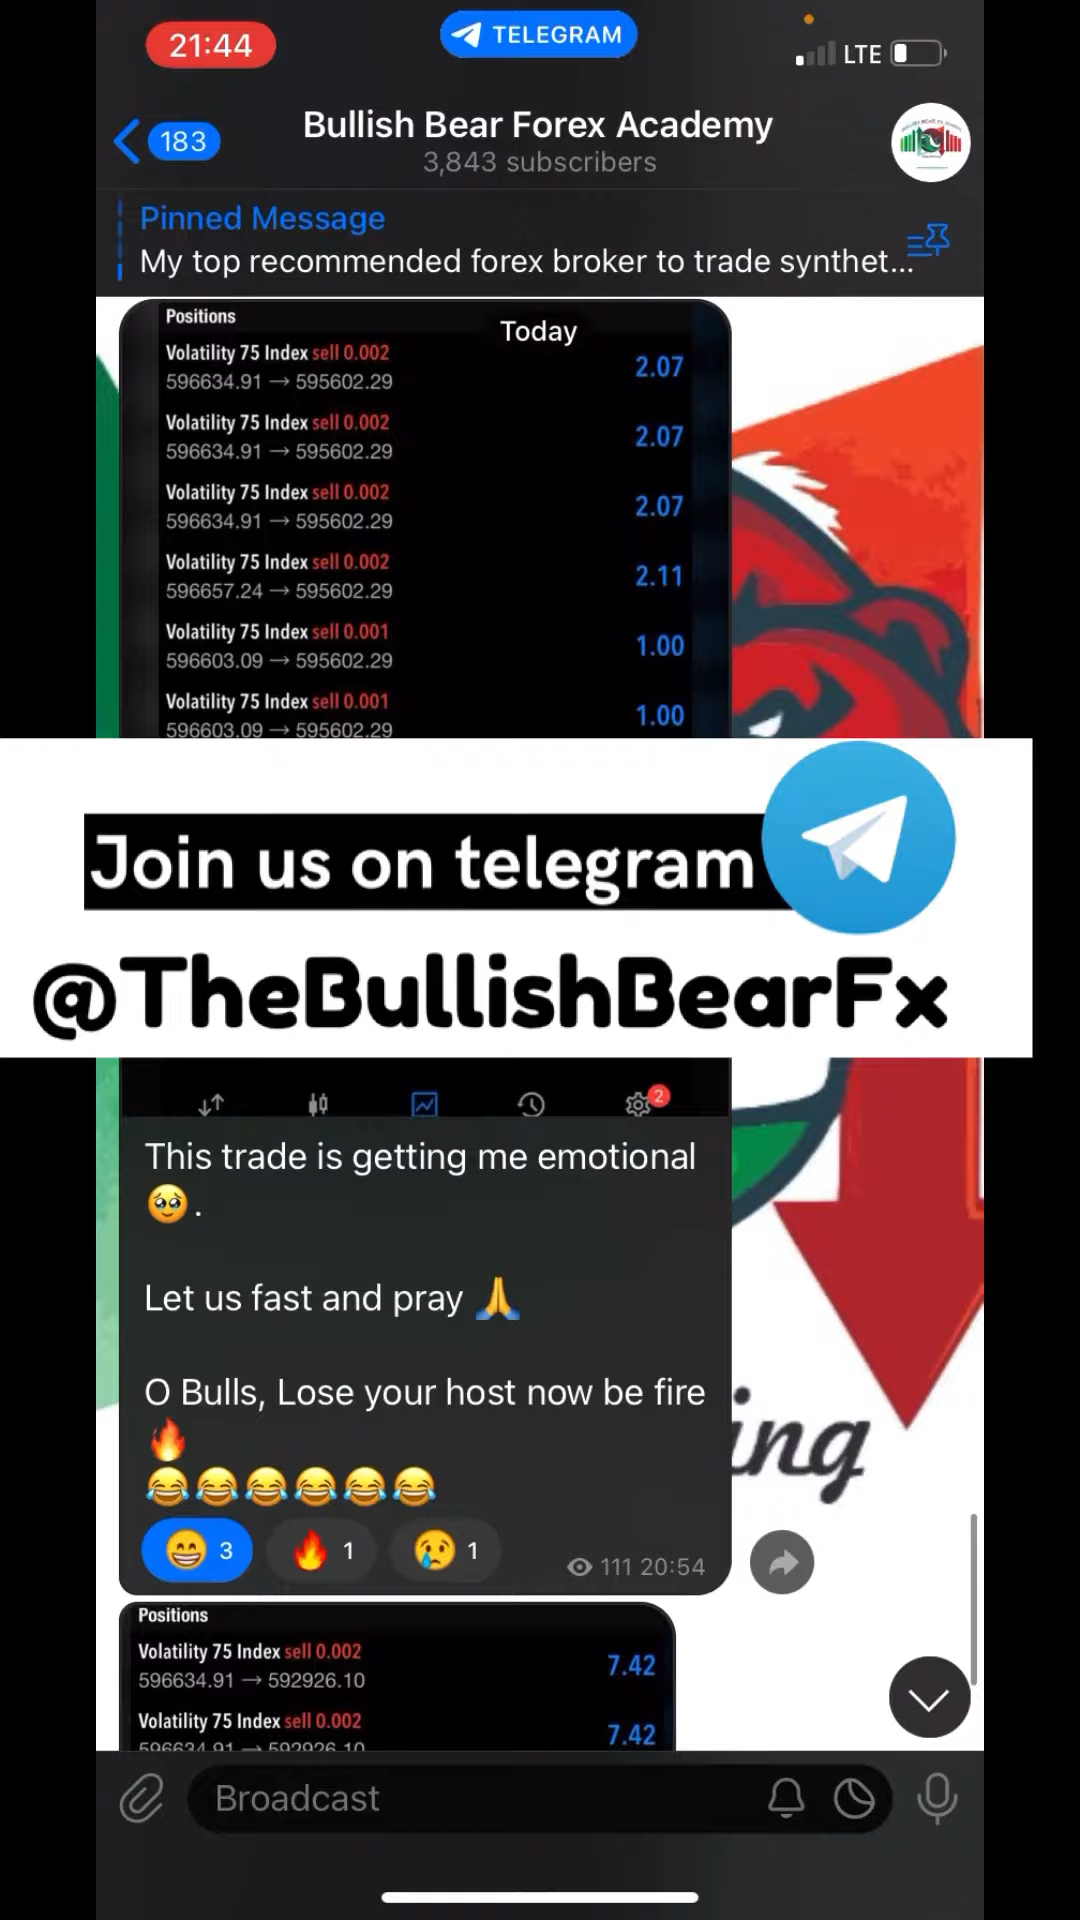 21:44
TELEGRAM
LTE
183
Bullish Bear Forex Academy
3,843 subscribers
Pinned Message
My top recommended forex broker to trade synthet...
Positions
Today
Volatility 75 Index sell 0.002
596634.91 → 595602.29
2.07
Volatility 75 Index sell 0.002
596634.91 → 595602.29
2.07
Volatility 75 Index sell 0.002
596634.91 → 595602.29
2.07
Volatility 75 Index sell 0.002
596657.24 → 595602.29
2.11
Volatility 75 Index sell 0.001
596603.09 → 595602.29
1.00
Volatility 75 Index sell 0.001
596603.09 → 595602.29
1.00
Join us on telegram
@TheBullishBearFx
2
This trade is getting me emotional
🥹.
Let us fast and pray 🙏
O Bulls, Lose your host now be fire
🔥
😂😂😂😂😂😂
😁 3 🔥 1 😢 1
111 20:54
ing
Positions
Volatility 75 Index sell 0.002
596634.91 → 592926.10
7.42
Volatility 75 Index sell 0.002
596634.91 → 592926.10
7.42
Broadcast